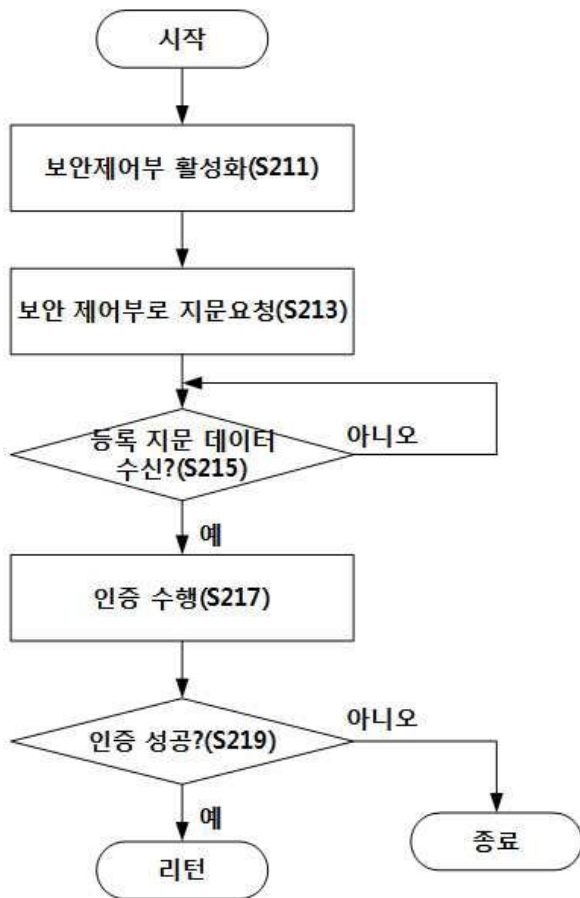 시작
보안제어부 활성화(S211)
보안 제어부로 지문요청(S213)
등록 지문 데이터
수신?(S215)
아니오
예
인증 수행(S217)
인증 성공?(S219)
아니오
예
리턴
종료